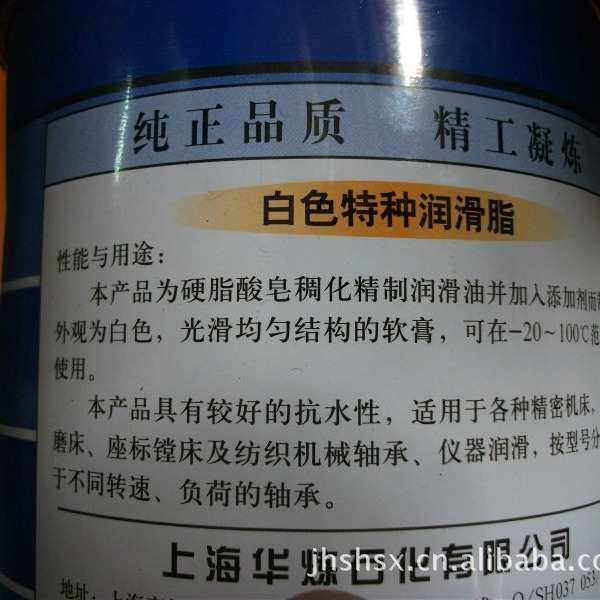 纯正品质 精工凝炼
白色特种润滑脂
性能与用途：
本产品为硬脂酸皂稠化精制润滑油并加入添加剂而
外观为白色，光滑均匀结构的软膏，可在-20~100℃范
使用。
本产品具有较好的抗水性，适用于各种精密机床，
磨床、座标镗床及纺织机械轴承、仪器润滑，按型号分
于不同转速、负荷的轴承。
上海华 石化有限公司
jhshsx.cn.alibaba.co
地址：上海 Q/SH037 053